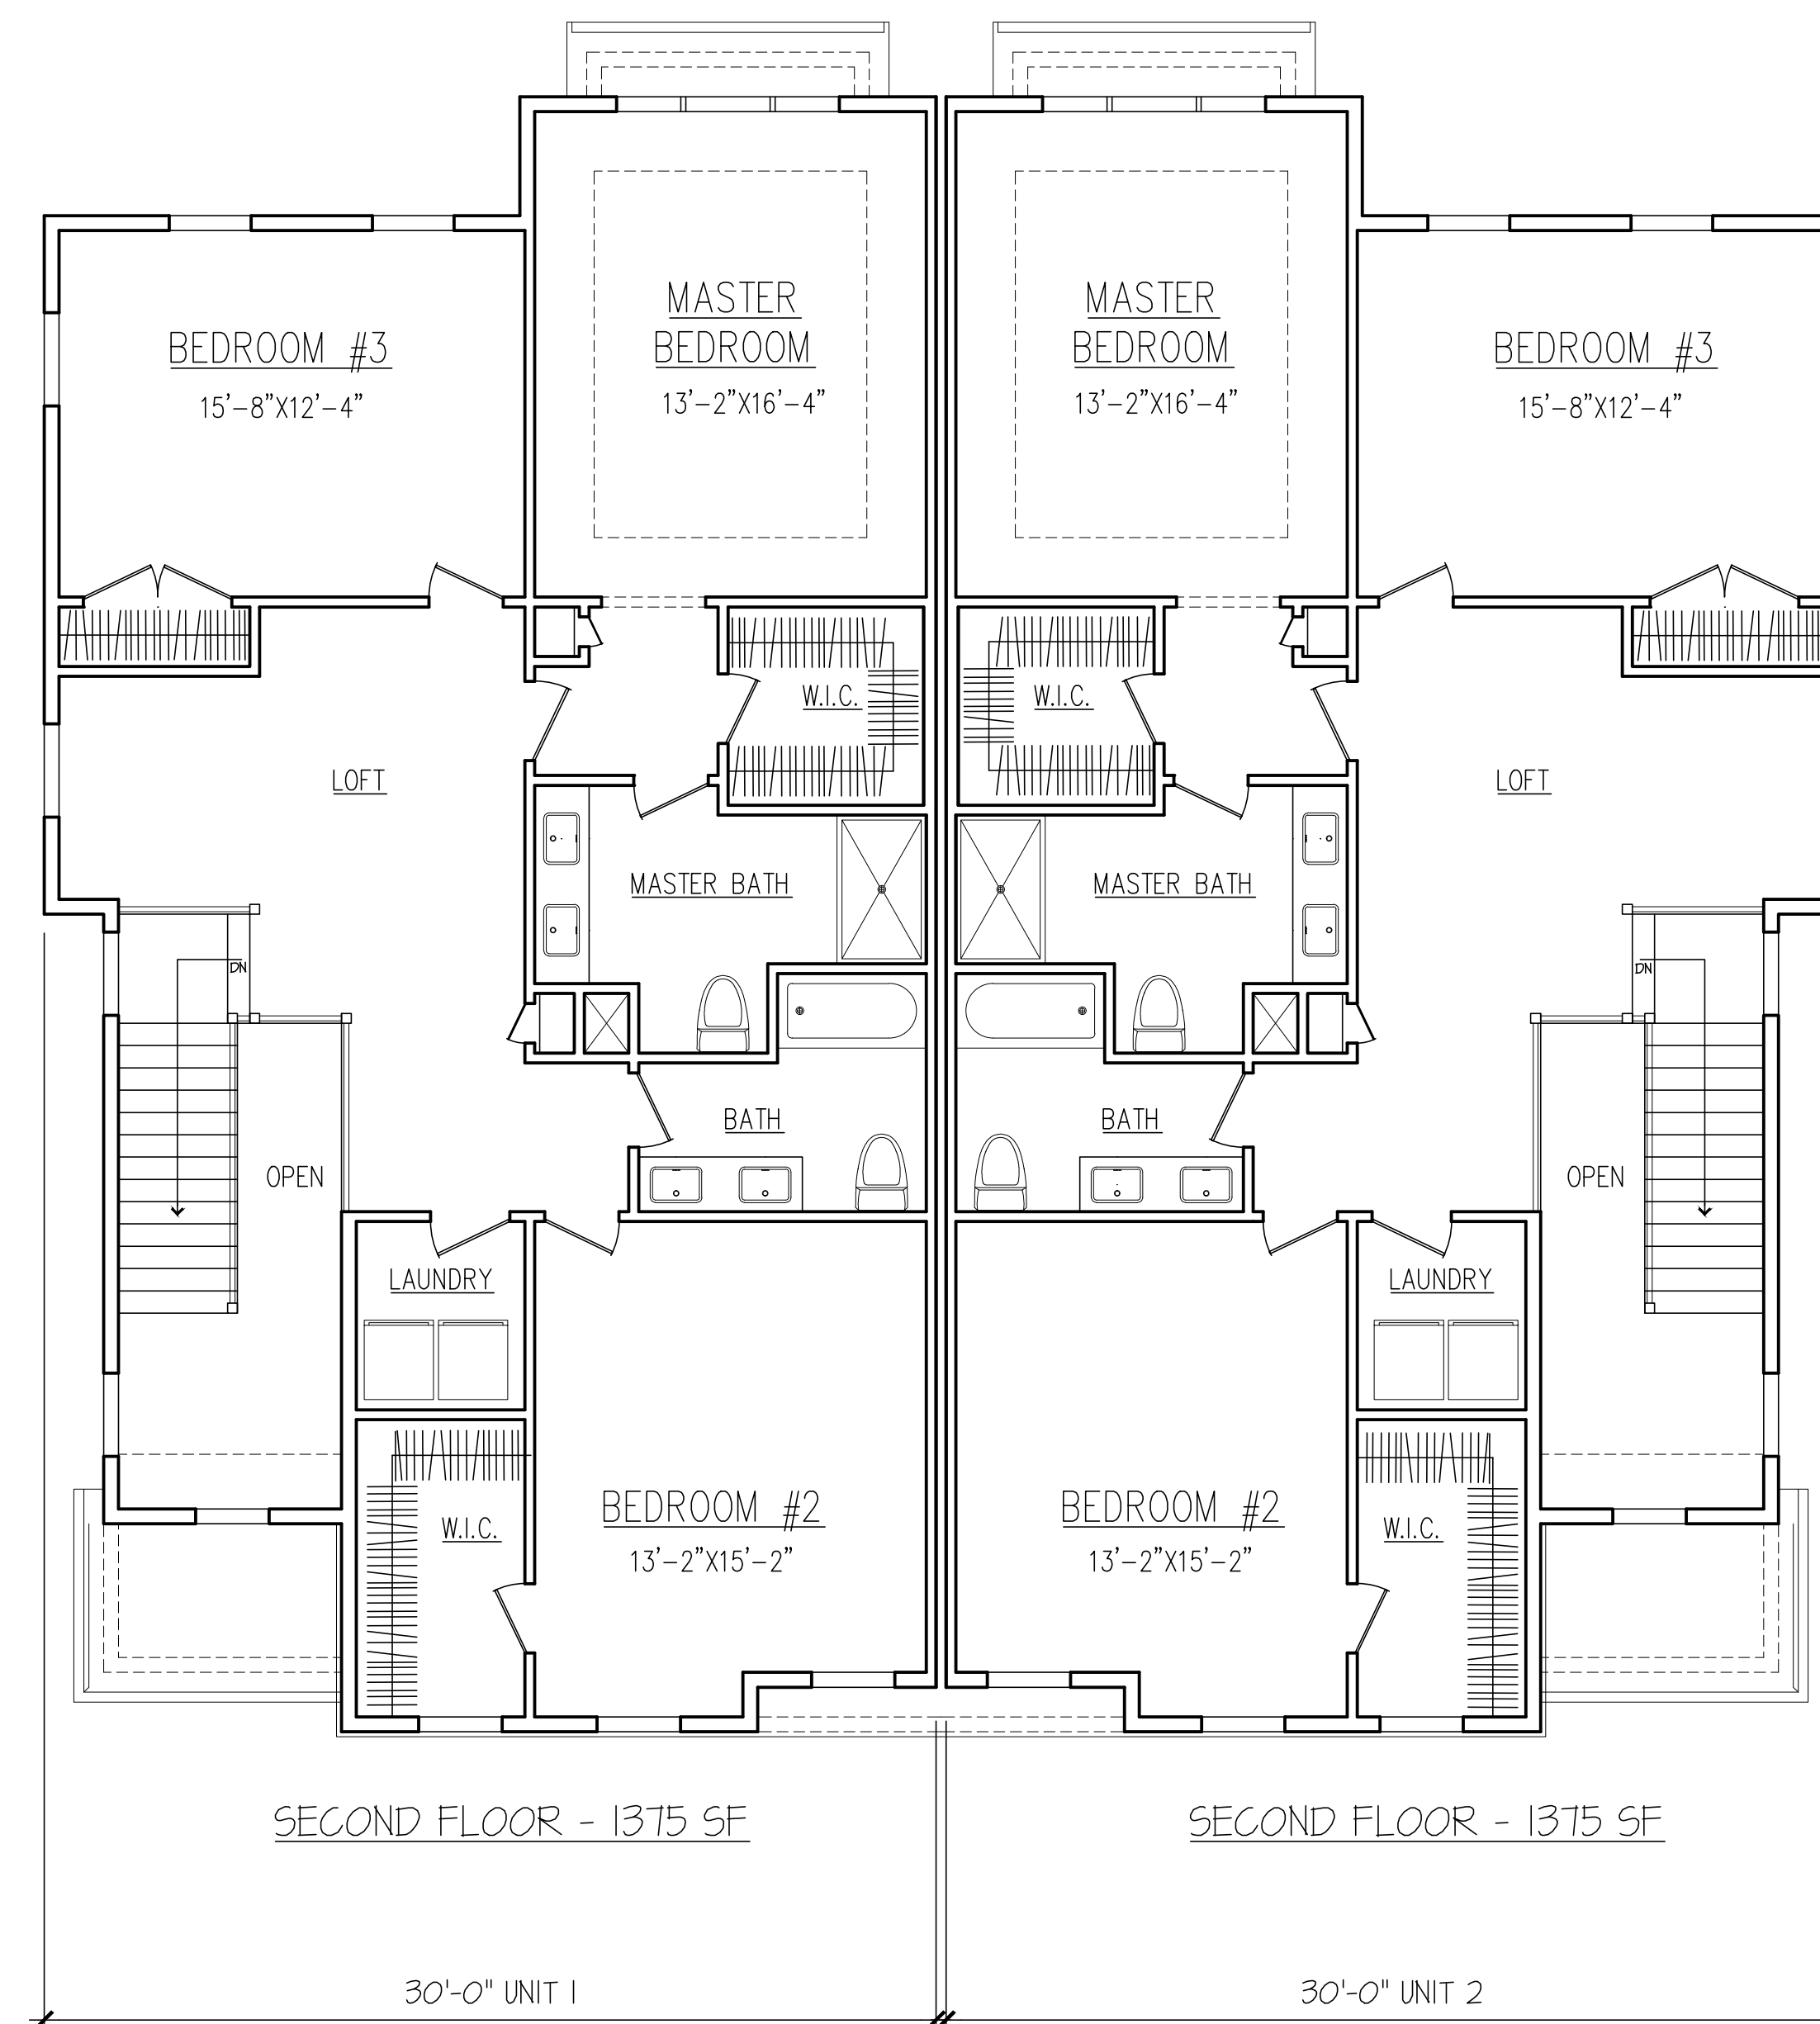 MASTER
BEDROOM
13'-2"X16'-4"
MASTER
BEDROOM
13'-2"X16'-4"
BEDROOM #3
15'-8"X12'-4"
BEDROOM #3
15'-8"X12'-4"
W.I.C.
W.I.C.
LOFT
LOFT
MASTER BATH
MASTER BATH
DN
DN
BATH
BATH
OPEN
OPEN
LAUNDRY
LAUNDRY
W.I.C.
BEDROOM #2
13'-2"X15'-2"
BEDROOM #2
13'-2"X15'-2"
W.I.C.
SECOND FLOOR - 1375 SF
SECOND FLOOR - 1375 SF
30'-0" UNIT 1
30'-0" UNIT 2